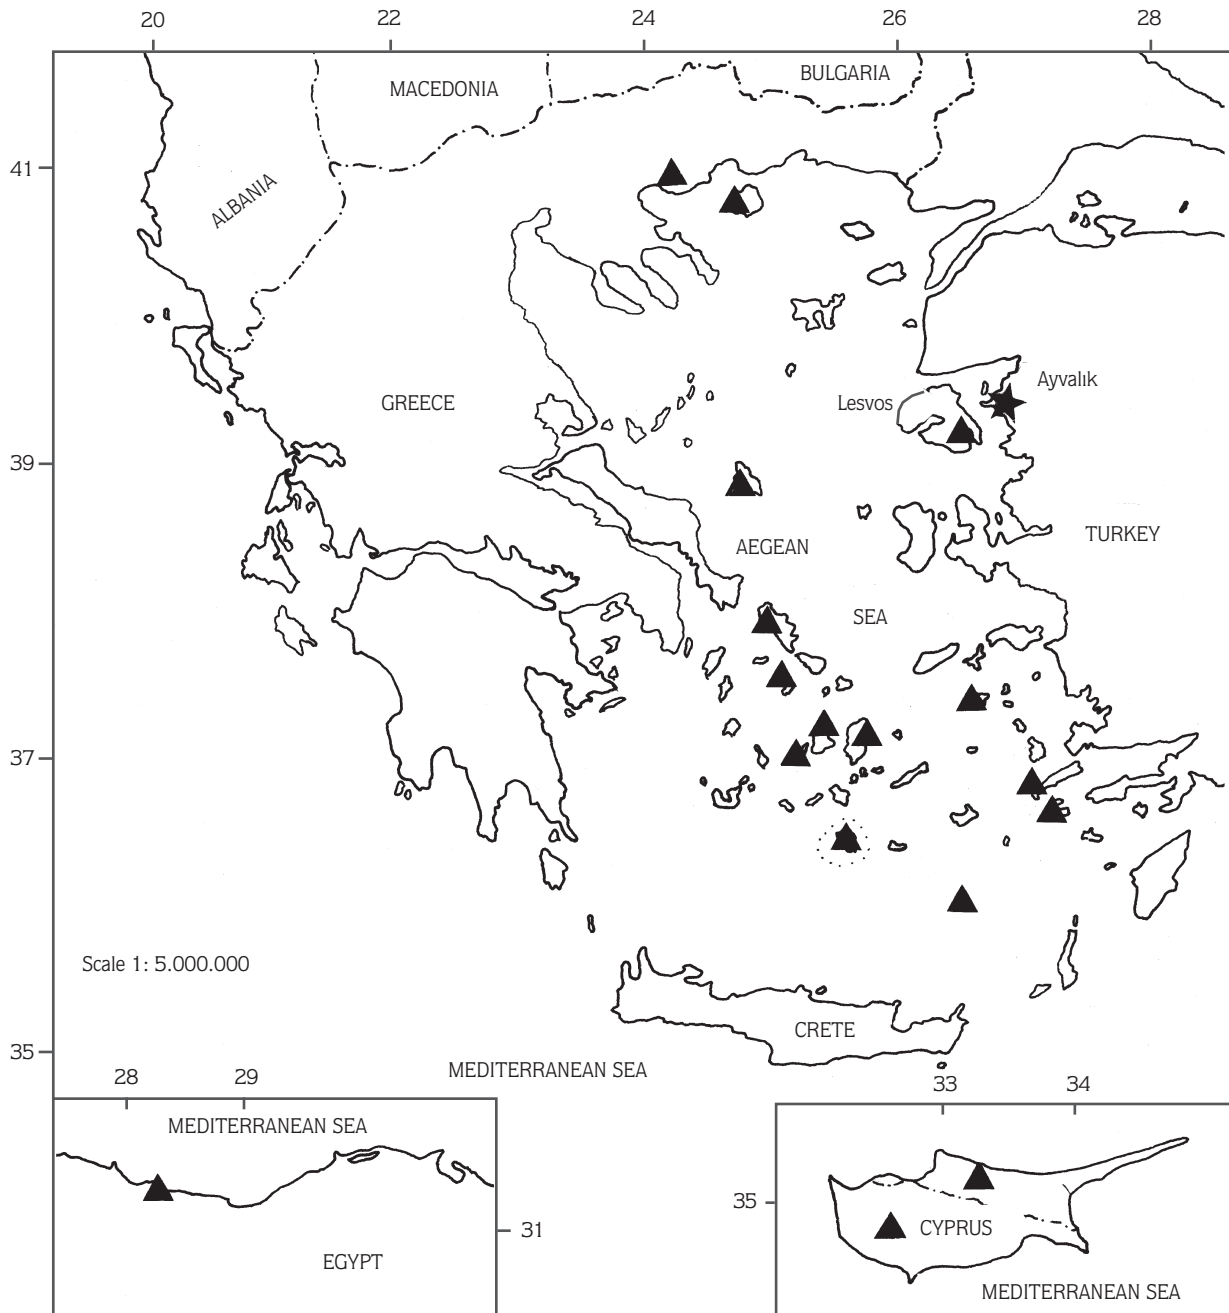 20 22 24 26 28
BULGARIA
MACEDONIA
41
ALBANIA
Ayvalık
GREECE
Lesvos
39
TURKEY
AEGEAN
SEA
37
Scale 1: 5.000.000
CRETE
35
MEDITERRANEAN SEA
28 29
33 34
MEDITERRANEAN SEA
35
CYPRUS
31
EGYPT
MEDITERRANEAN SEA